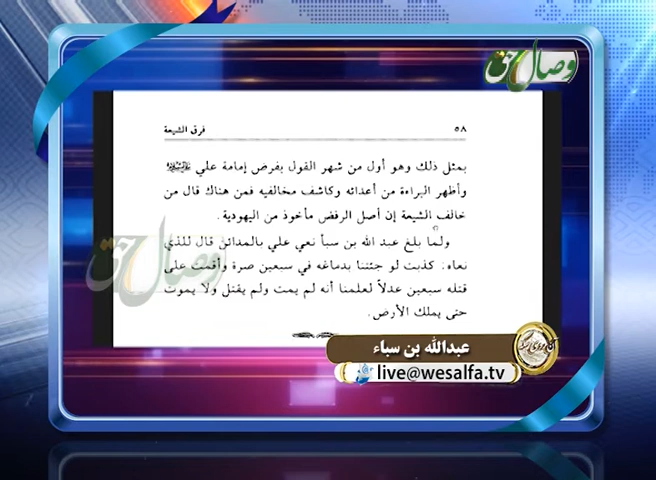 وصال حق
٥٨ فرق الشيعة
بمثل ذلك وهو أول من شهر القول بفرض إمامة علي
وأظهر البراءة من أعدائه وكاشف مخالفيه فمن هناك قال من
خالف الشيعة إن أصل الرفض مأخوذ من اليهودية.
ولما بلغ عبد الله بن سبأ نعي علي بالمدائن قال للذي
نعاه: كذبت لو جئتنا بدماغه في سبعين صرة وأقمت على
قتله سبعين عدلاً لعلمنا أنه لم يمت ولم يقتل ولا يموت
حتى يملك الأرض.
وصال حق
عبدالله بن سباء
live@wesalfa.tv